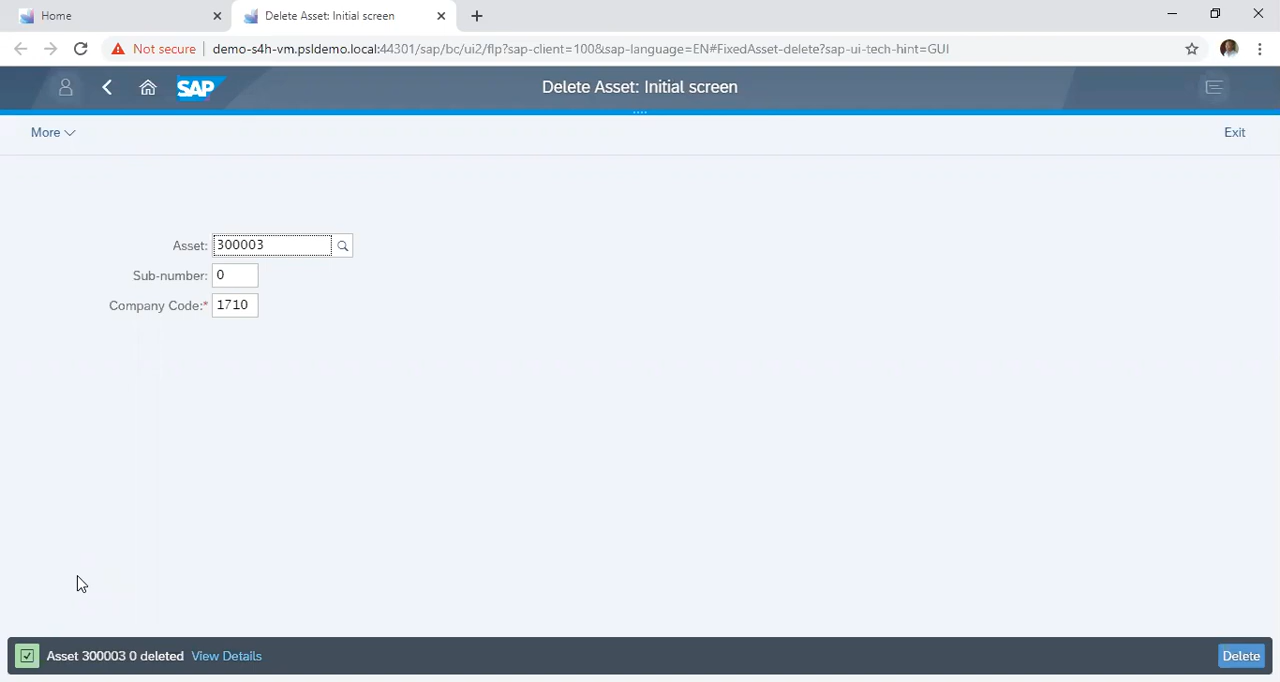 Home
Delete Asset: Initial screen
Not secure
demo-s4h-vm.psldemo.local:44301/sap/bc/ui2/flp?sap-client=100&sap-language=EN#FixedAsset-delete?sap-ui-tech-hint=GUI
SAP
Delete Asset: Initial screen
More
Exit
Asset: 300003
Sub-number: 0
Company Code:* 1710
Asset 300003 0 deleted View Details
Delete